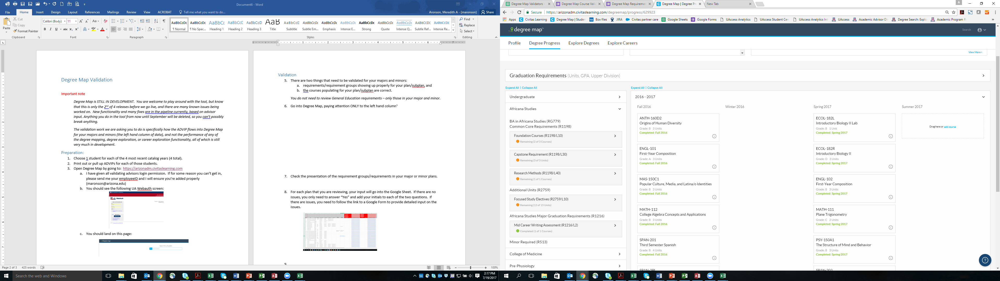 Document6 - Word
File Home Insert Design Layout References Mailings Review View ACROBAT Tell me what you want to do...
Aronson, Meredith A - (maronson) Share
Paste
Cut
Copy
Format Painter
Calibri (Body) 11
¶ Normal ¶ No Spac... Heading 1 Heading 2 Heading 3 Title Subtitle Subtle Em... Emphasis Intense E... Strong Quote Intense Q... Subtle Ref... Intense Re...
Find
Replace
Select
Clipboard Font Paragraph Styles Editing
Degree Map Validation
Important note
Degree Map is STILL IN DEVELOPMENT. You are welcome to play around with the tool, but know
that this is only the 2nd of 4 releases before we go live, and there are many known issues being
worked on. New functionality and many fixes are in the pipeline currently, based on advisor
input. Anything you do in the tool from now until September will be deleted, so you can't possibly
break anything.
The validation work we are asking you to do is specifically how the ADVIP flows into Degree Map
for your majors and minors (the left hand column of data), and not the performance of any of
the degree mapping, degree exploration, or career exploration functionality, all of which is still
very much in development.
Preparation:
1. Choose 1 student for each of the 4 most recent catalog years (4 total).
2. Print out or pull up ADVIPs for each of those students.
3. Open Degree Map by going to: https://arizonadm.civitaslearning.com
a. I have given all validating advisors login permission. If for some reason you can't get in,
please send me your employeeID and I will ensure you're added properly
(maronson@arizona.edu)
b. You should see the following UA Webauth screen:
WebAuth
c. You should land on this page:
degree map
Search for a Student
Validation
5. There are two things that need to be validated for your majors and minors:
a. requirements/requirement groups showing up properly for your plan/subplan, and
b. the courses populating for your plan/subplan are correct.
You do not need to review General Education requirements – only those in your major and minor.
6. Go into Degree Map, paying attention ONLY to the left hand column¹
7. Check the presentation of the requirement groups/requirements in your major or minor plans.
8. For each plan that you are reviewing, your input will go into the Google Sheet. If there are no
issues, you only need to answer "Yes" and add your initials to each of the two questions. If
there are issues, you need to follow the link to a Google Form to provide detailed input on the
issues.
9
Page 2 of 3 425 words
100%
Degree Map Validators - Degree Map Course Valid Degree Map Requiremen Degree Map | Degree Pr New Tab
Secure https://arizonadm.civitaslearning.com/degreemap/progress/629923
Apps Civitas Learning Degree Map | Studen Box files JIRA Civitas partner care Google Sheets Google Forms UAccess Analytics UAccess Student Cen UAccess Analytics Int UAccess Academic Advisor Di Degree Search: Explo Academic Program R
degree map
Search
Profile Degree Progress Explore Degrees Explore Careers
View More >
Graduation Requirements (Units, GPA, Upper Division)
Expand All | Collapse All
Undergraduate
Africana Studies
BA in Africana Studies (RG779)
Common Core Requirements (R1198)
Foundation Courses (R1198/L10)
Remaining (2 of 3 Courses)
Capstone Requirement (R1198/L30)
Remaining (3 of 3 Units)
Research Methods (R1198/L40)
Remaining (1 of 1 Courses)
Additional Units (R2759)
Focused Study Electives (R2759/L10)
Remaining (12 of 15 Units)
Africana Studies Major Graduation Requirements (R1216)
Mid Career Writing Assessment (R1216/L2)
Completed (1 of 1 Courses)
Minor Required (R513)
College of Medicine
Pre-Physiology
Expand All | Collapse All
2016 - 2017
Fall 2016
ANTH-160D2
Origins of Human Diversity
Grade: B 3 Units
Completed: Fall 2016
ENGL-101
First-Year Composition
Grade: A 3 Units
Completed: Fall 2016
MAS-150C1
Popular Culture, Media, and Latina/o Identities
Grade: B 3 Units
Completed: Fall 2016
MATH-112
College Algebra Concepts and Applications
Grade: B 3 Units
Completed: Fall 2016
SPAN-201
Third Semester Spanish
Grade: B 4 Units
Completed: Fall 2016
Winter 2016
Spring 2017
ECOL-182L
Introductory Biology II Lab
Grade: B 1 Unit
Completed: Spring 2017
ECOL-182R
Introductory Biology II
Grade: D 3 Units
Completed: Spring 2017
ENGL-102
First-Year Composition
Grade: B 3 Units
Completed: Spring 2017
MATH-111
Plane Trigonometry
Grade: C 2 Units
Completed: Spring 2017
PSY-150A1
The Structure of Mind and Behavior
Grade: B 3 Units
Completed: Spring 2017
Summer 2017
Drag here or add course
Search the web and Windows
2:17 PM
7/19/2017